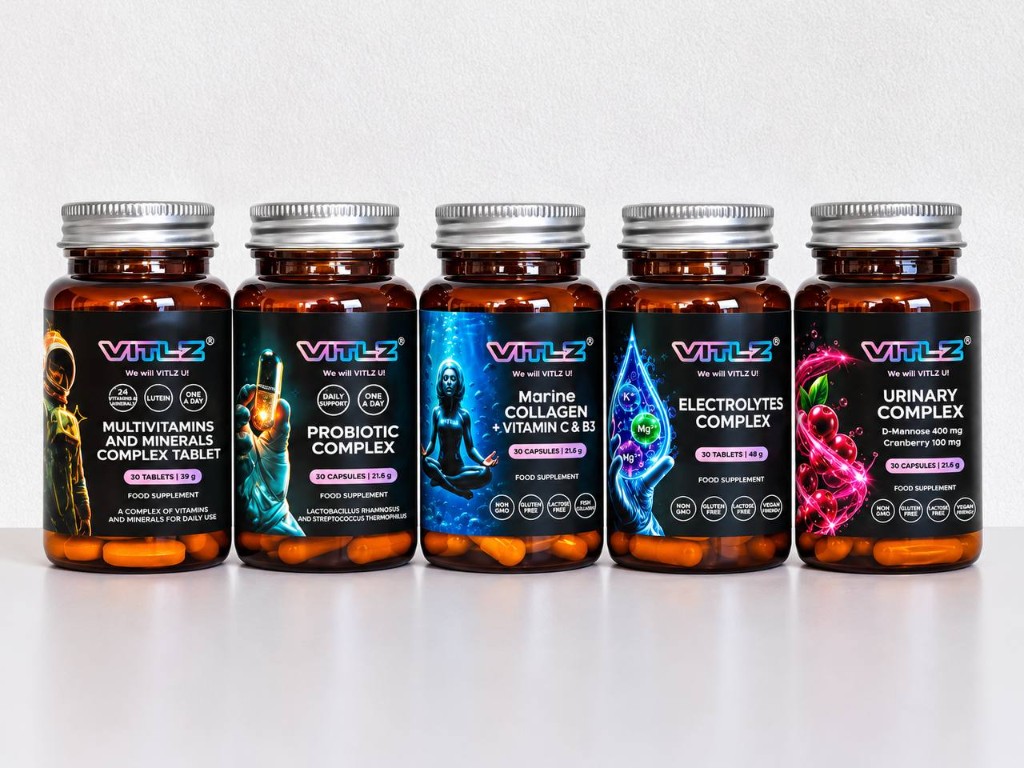 VITLZ®
We will VITLZ U!
24
VITAMINS &
MINERALS
LUTEIN
ONE
A DAY
MULTIVITAMINS
AND MINERALS
COMPLEX TABLET
30 TABLETS | 39 g
FOOD SUPPLEMENT
A COMPLEX OF VITAMINS
AND MINERALS FOR DAILY USE
VITLZ®
We will VITLZ U!
DAILY
SUPPORT
ONE
A DAY
PROBIOTIC
COMPLEX
30 CAPSULES | 21.6 g
FOOD SUPPLEMENT
LACTOBACILLUS RHAMNOSUS
AND STREPTOCOCCUS THERMOPHILUS
VITLZ®
We will VITLZ U!
Marine
COLLAGEN
+ VITAMIN C & B3
30 CAPSULES | 21.6 g
FOOD SUPPLEMENT
NON
GMO
GLUTEN
FREE
LACTOSE
FREE
FISH
COLLAGEN
VITLZ®
We will VITLZ U!
K+
Mg2+
Hg2+
ELECTROLYTES
COMPLEX
30 TABLETS | 48 g
FOOD SUPPLEMENT
NON
GMO
GLUTEN
FREE
LACTOSE
FREE
VEGAN
FRIENDLY
VITLZ®
We will VITLZ U!
URINARY
COMPLEX
D-Mannose 400 mg
Cranberry 100 mg
30 CAPSULES | 21.6 g
FOOD SUPPLEMENT
NON
GMO
GLUTEN
FREE
LACTOSE
FREE
VEGAN
FRIENDLY